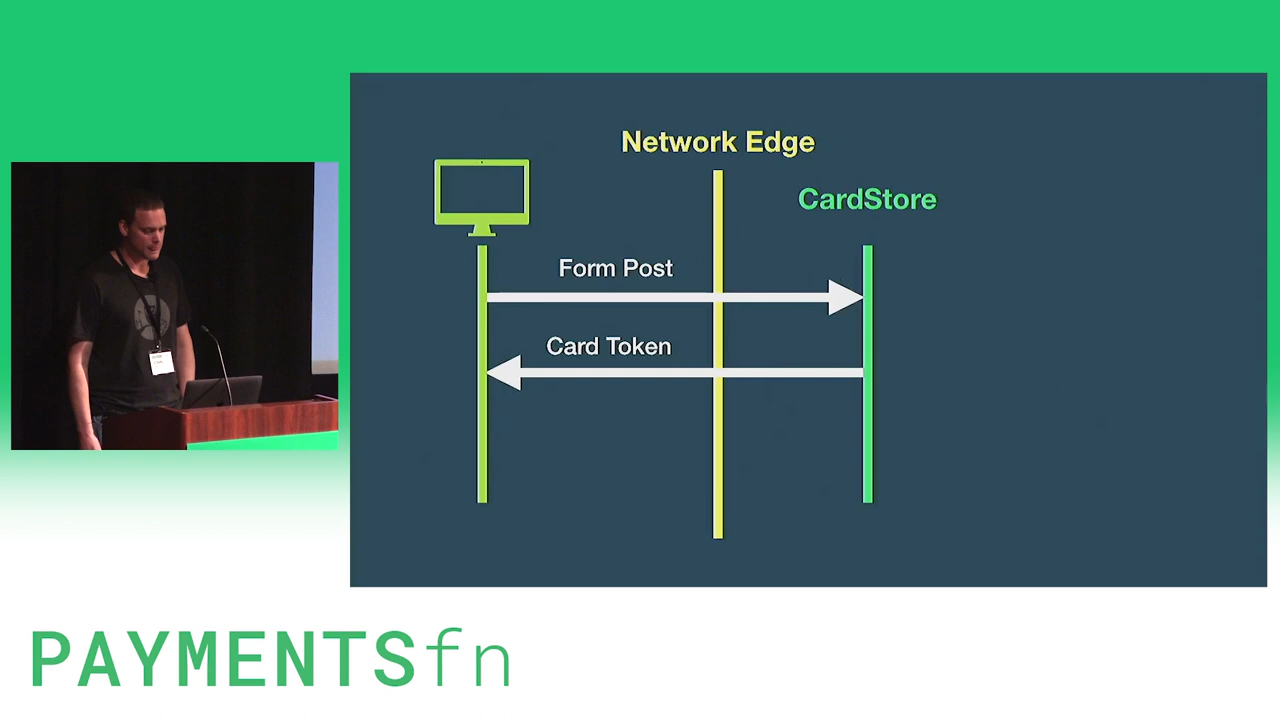 Network Edge
CardStore
Form Post
Card Token
PAYMENTSfn